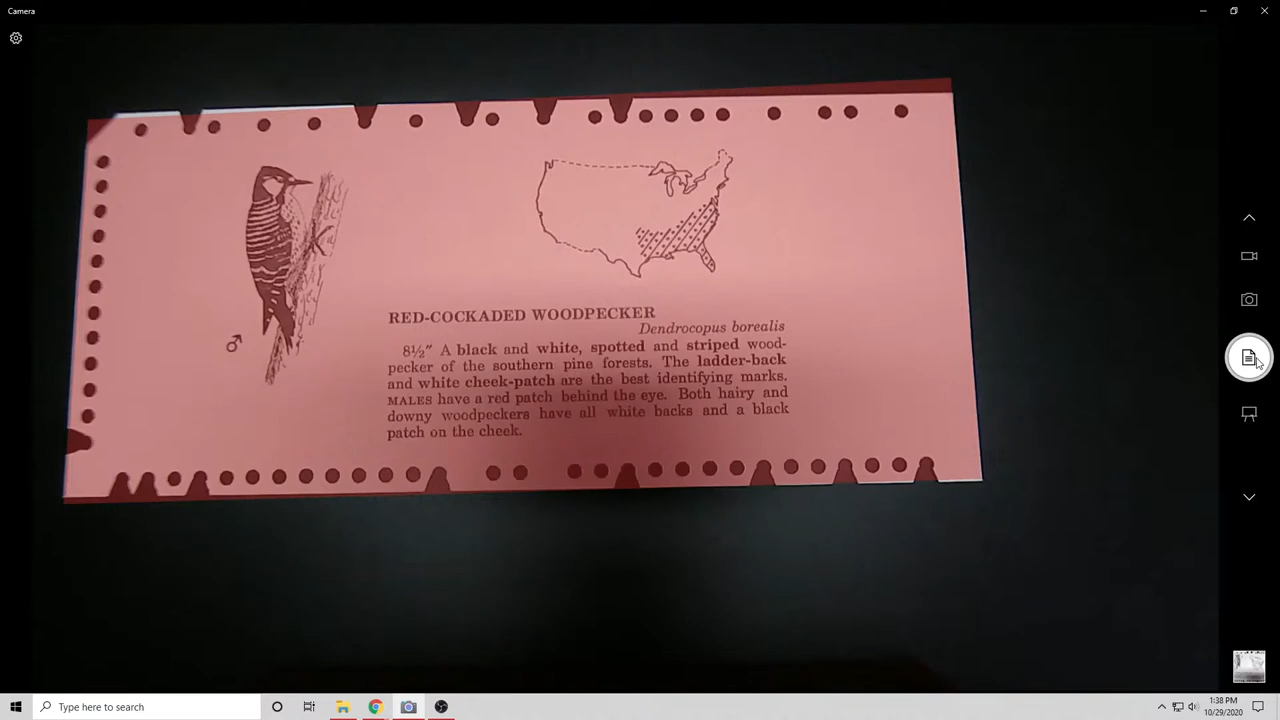 Camera
RED-COCKADED WOODPECKER
Dendrocopus borealis
8½″ A black and white, spotted and striped wood-
pecker of the southern pine forests. The ladder-back
and white cheek-patch are the best identifying marks.
MALES have a red patch behind the eye. Both hairy and
downy woodpeckers have all white backs and a black
patch on the cheek.
♂
Type here to search
1:38 PM
10/29/2020